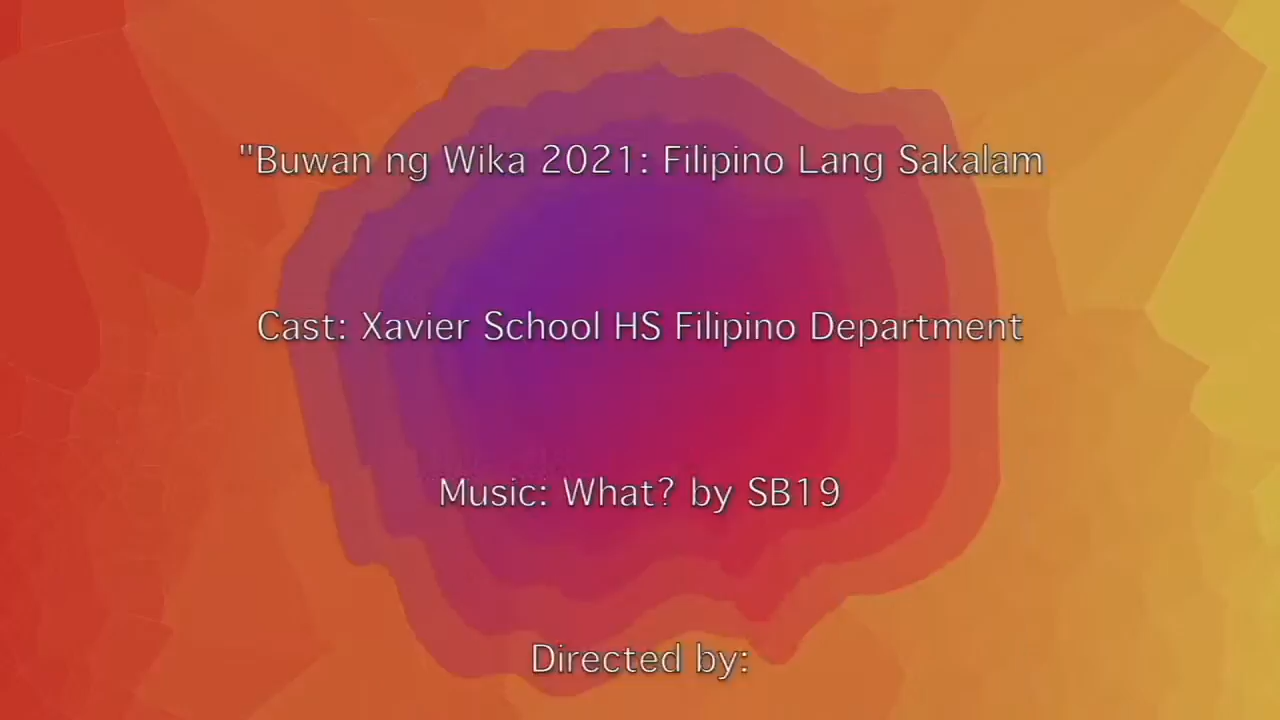 "Buwan ng Wika 2021: Filipino Lang Sakalam
Cast: Xavier School HS Filipino Department
Music: What? by SB19
Directed by: